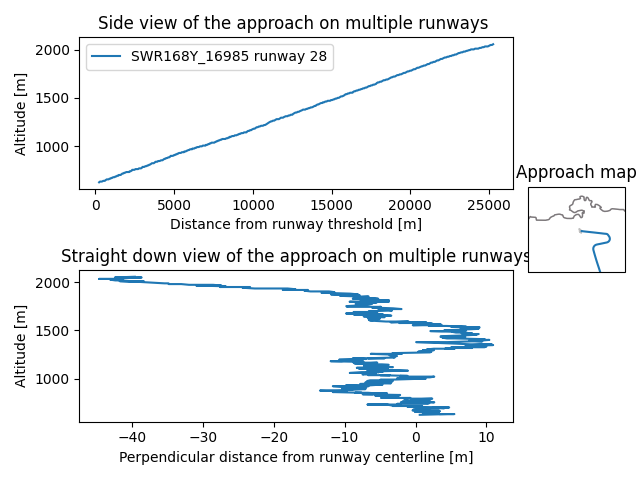 Side view of the approach on multiple runways
2000
1500
1000
Altitude [m]
SWR168Y_16985 runway 28
0 5000 10000 15000 20000 25000
Distance from runway threshold [m]
Approach map
Straight down view of the approach on multiple runways
2000
1500
1000
Altitude [m]
−40 −30 −20 −10 0 10
Perpendicular distance from runway centerline [m]